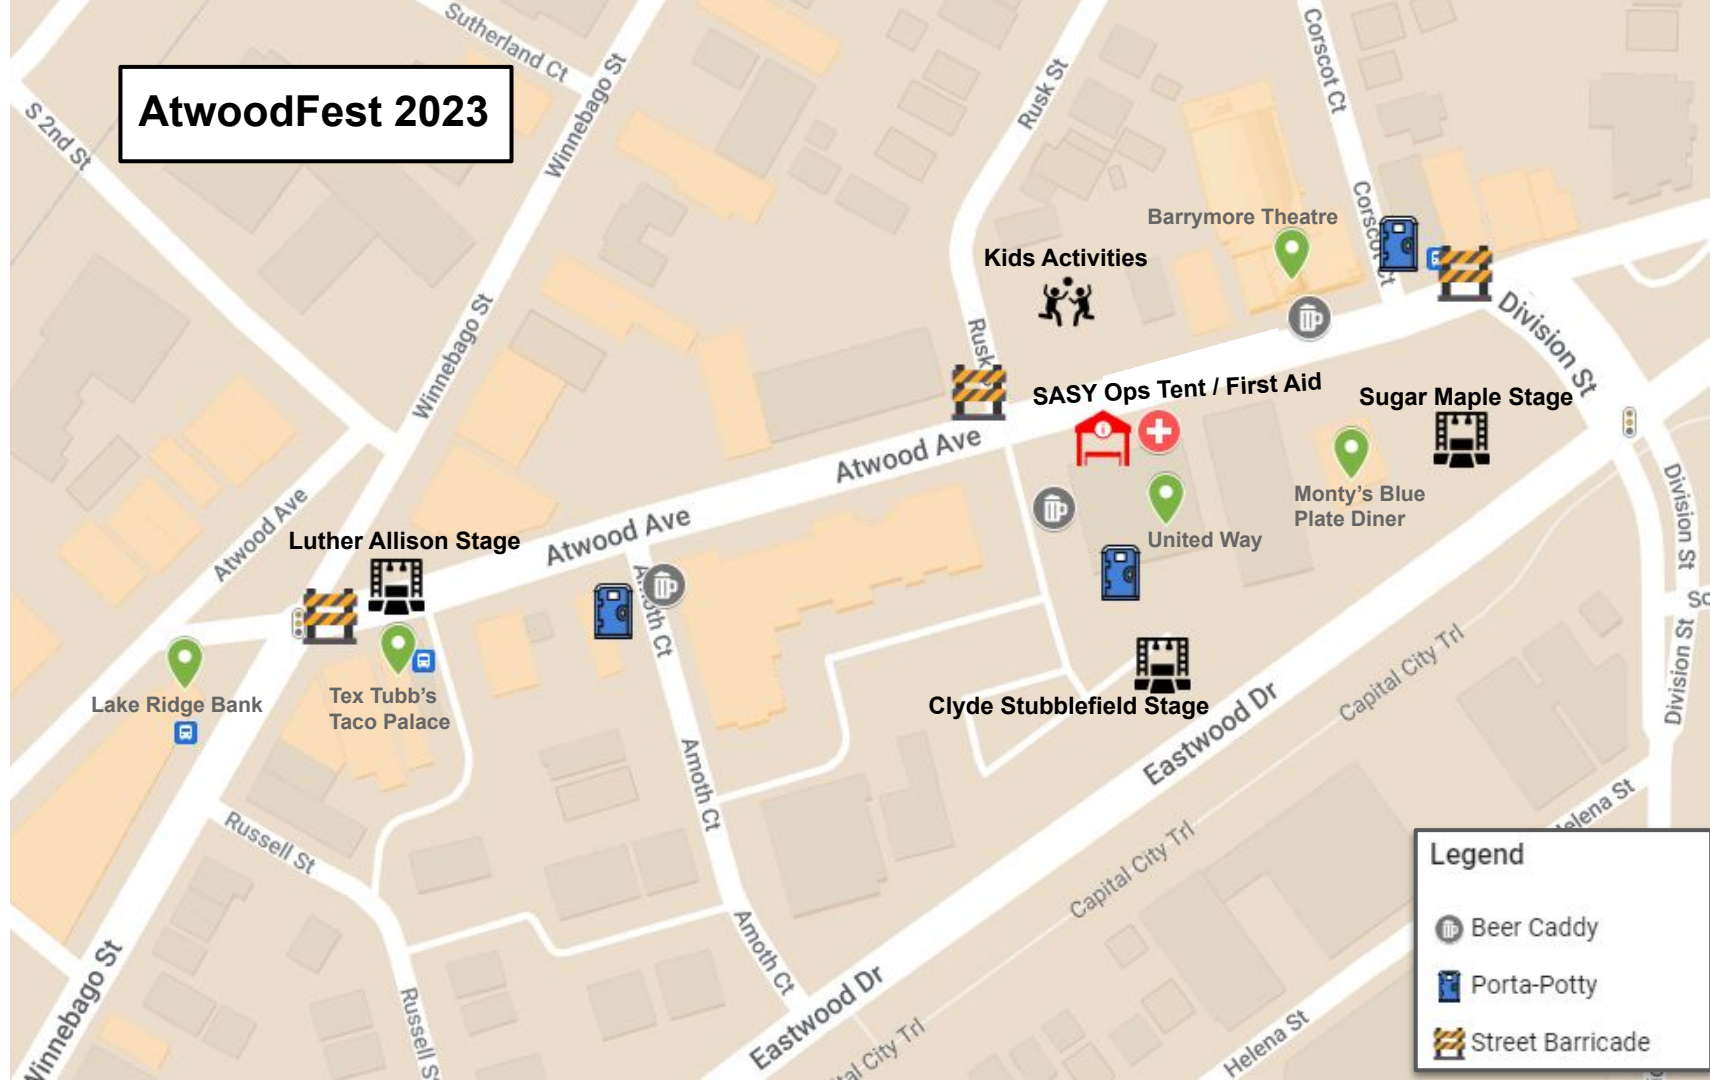 AtwoodFest 2023
Sutherland Ct
S 2nd St
Winnebago St
Rusk St
Corscot Ct
Barrymore Theatre
Corscot Ct
Kids Activities
Winnebago St
Rusk
Division St
SASY Ops Tent / First Aid
Sugar Maple Stage
Atwood Ave
Atwood Ave
Atwood Ave
Monty's Blue
Plate Diner
Division St
Luther Allison Stage
United Way
Amoth Ct
Lake Ridge Bank
Tex Tubb's
Taco Palace
Clyde Stubblefield Stage
Capital City Trl
Division St
Eastwood Dr
Amoth Ct
Russell St
Capital City Trl
Helena St
Legend
Beer Caddy
Porta-Potty
Street Barricade
Amoth Ct
Winnebago St
Russell St
Eastwood Dr
City Trl
Helena St